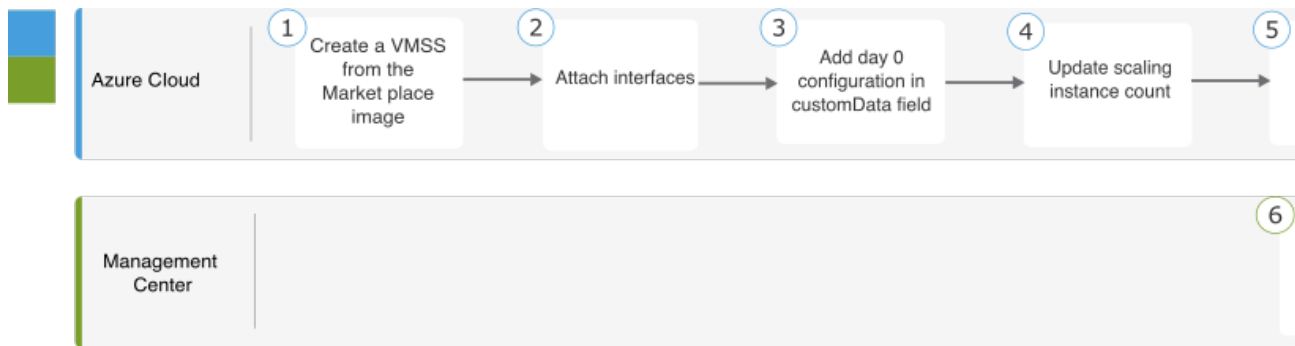 1
2
3
4
5
Create a VMSS
from the
Market place
image
Attach interfaces
Add day 0
configuration in
customData field
Update scaling
instance count
Azure Cloud
6
Management
Center